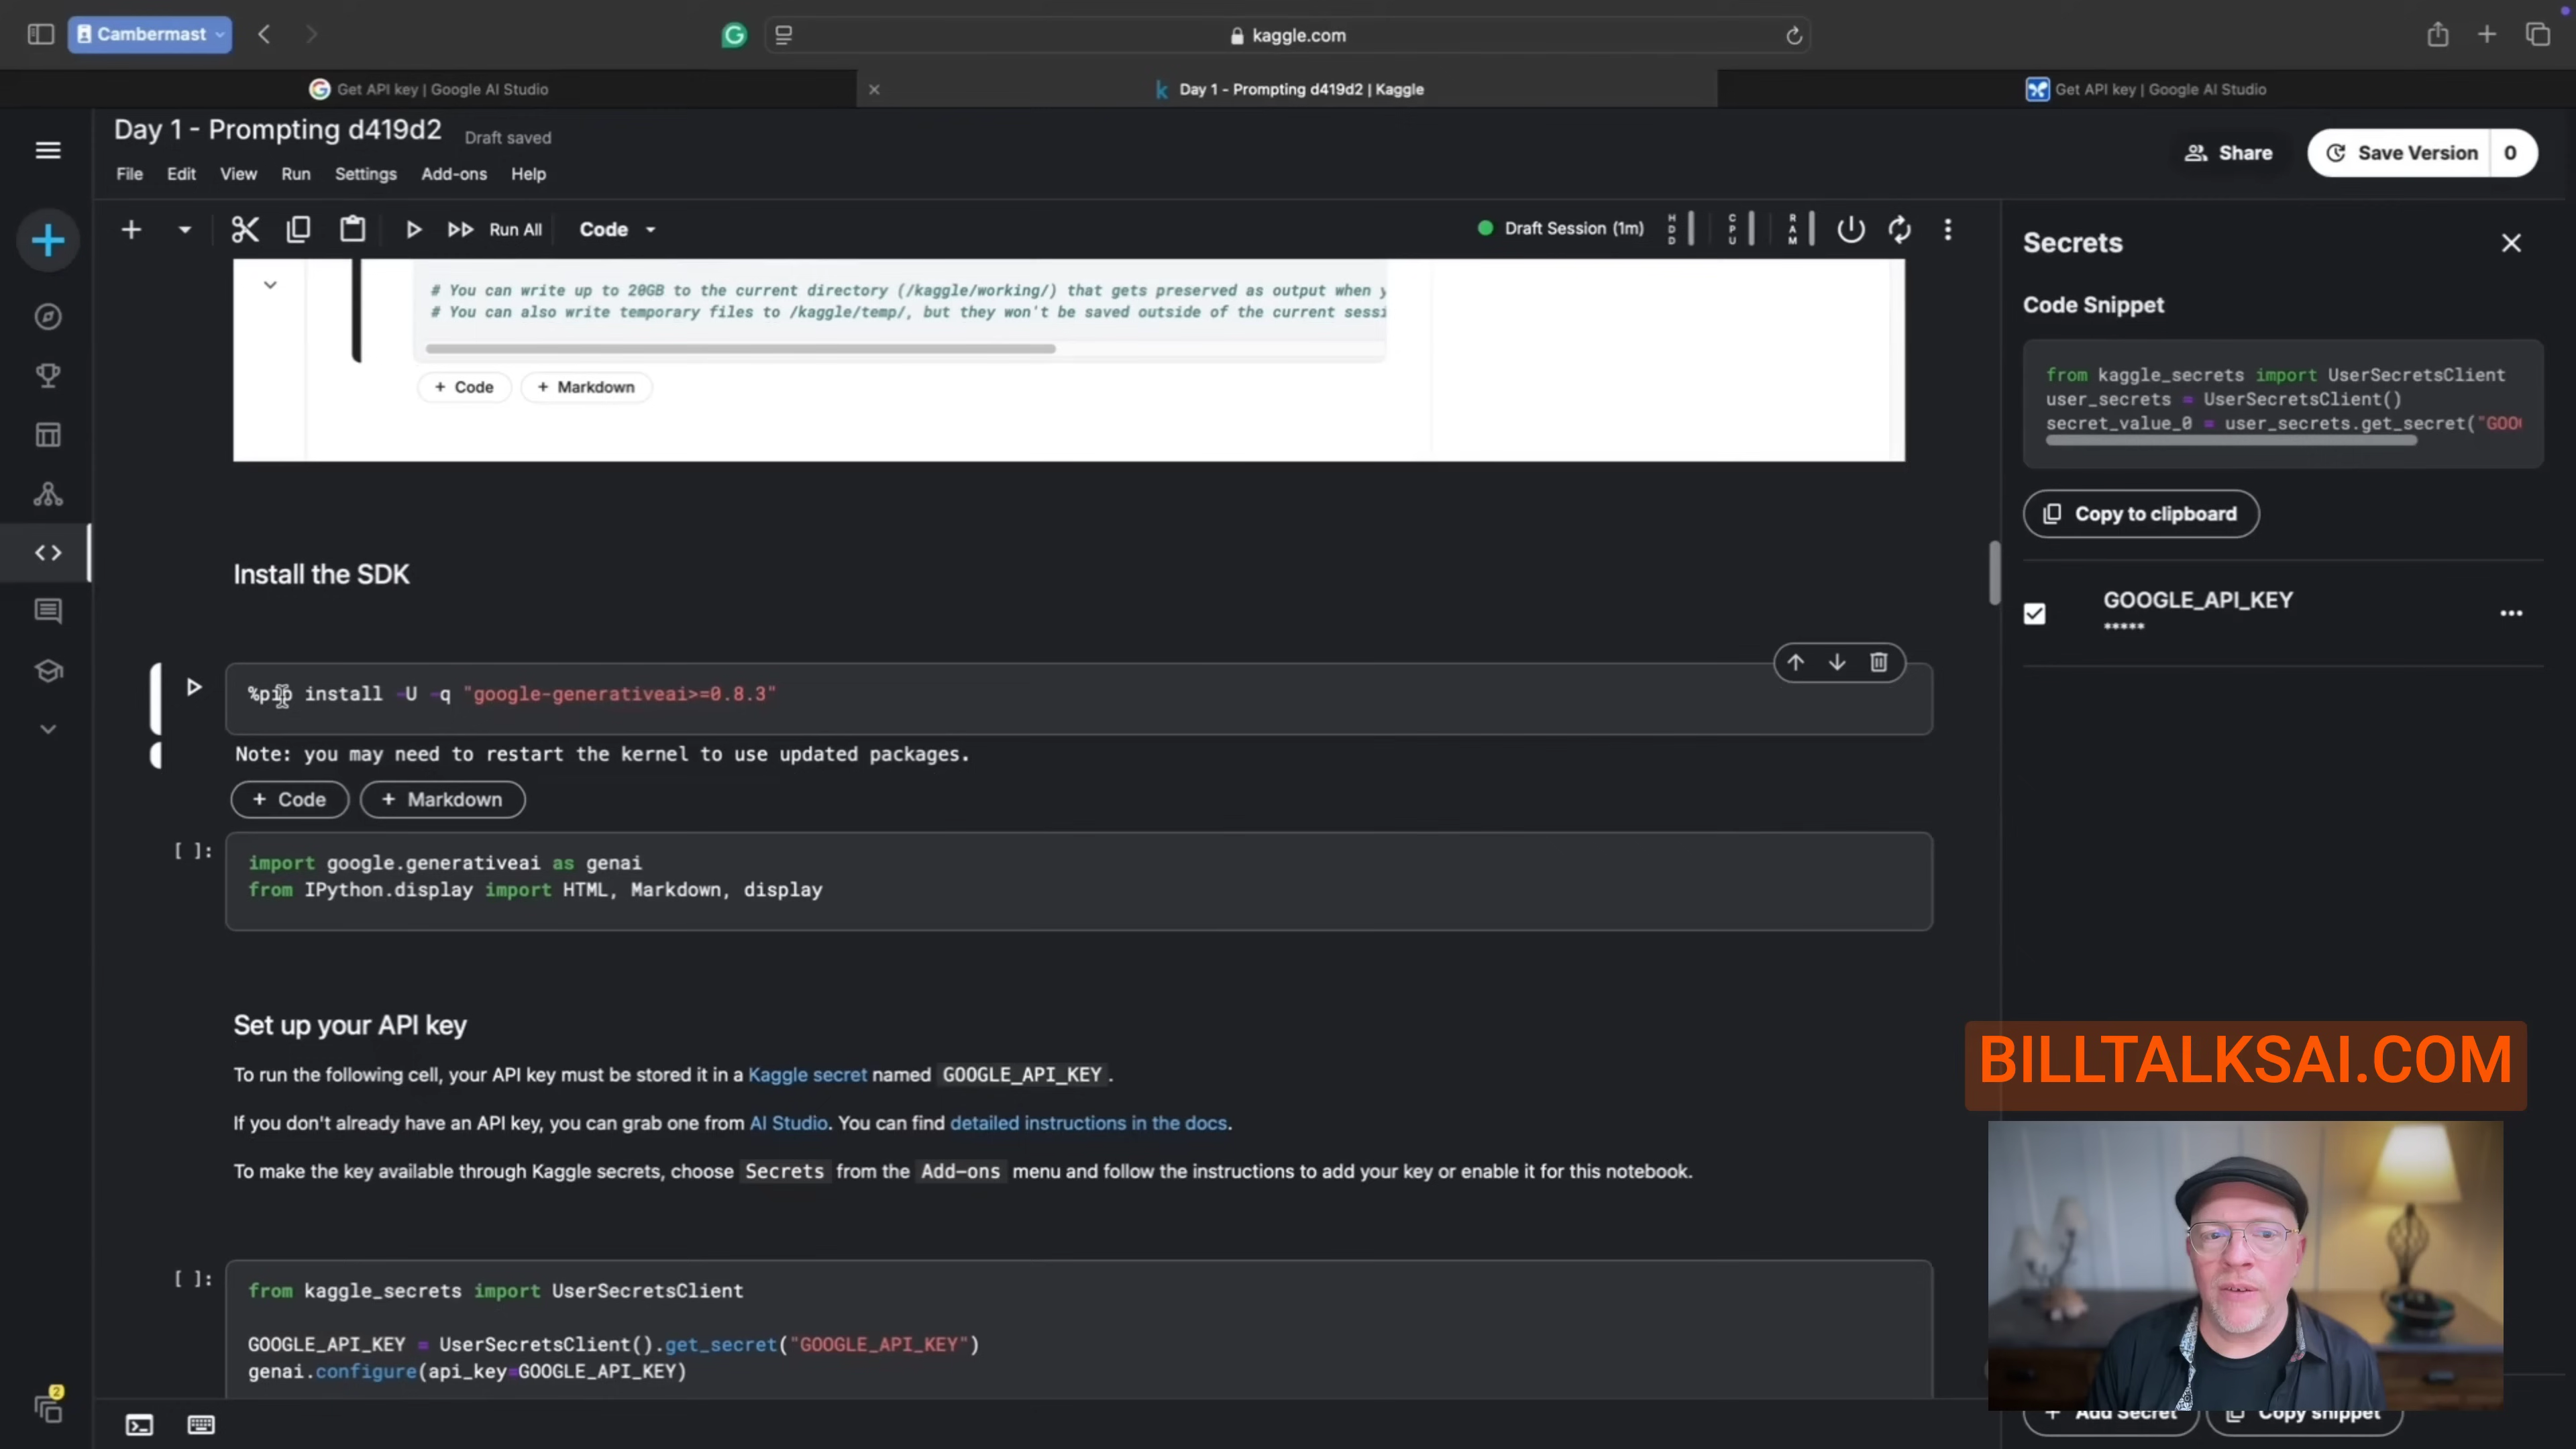 Cambermast
kaggle.com
Get API key | Google AI Studio
Day 1 - Prompting d419d2 | Kaggle
Get API key | Google AI Studio
Day 1 - Prompting d419d2
Draft saved
File Edit View Run Settings Add-ons Help
Share
Save Version 0
Run All
Code
Draft Session (1m)
HDD
CPU
RAM
# You can write up to 20GB to the current directory (/kaggle/working/) that gets preserved as output when y
# You can also write temporary files to /kaggle/temp/, but they won't be saved outside of the current sessi
+ Code + Markdown
Install the SDK
%pip install -U -q "google-generativeai>=0.8.3"
Note: you may need to restart the kernel to use updated packages.
+ Code + Markdown
[ ]:
import google.generativeai as genai
from IPython.display import HTML, Markdown, display
Set up your API key
To run the following cell, your API key must be stored it in a Kaggle secret named GOOGLE_API_KEY.
If you don't already have an API key, you can grab one from AI Studio. You can find detailed instructions in the docs.
To make the key available through Kaggle secrets, choose Secrets from the Add-ons menu and follow the instructions to add your key or enable it for this notebook.
[ ]:
from kaggle_secrets import UserSecretsClient
GOOGLE_API_KEY = UserSecretsClient().get_secret("GOOGLE_API_KEY")
genai.configure(api_key=GOOGLE_API_KEY)
2
Secrets
Code Snippet
from kaggle_secrets import UserSecretsClient
user_secrets = UserSecretsClient()
secret_value_0 = user_secrets.get_secret("GOO
Copy to clipboard
GOOGLE_API_KEY
*****
BILLTALKSAI.COM
+ Add Secret
Copy snippet